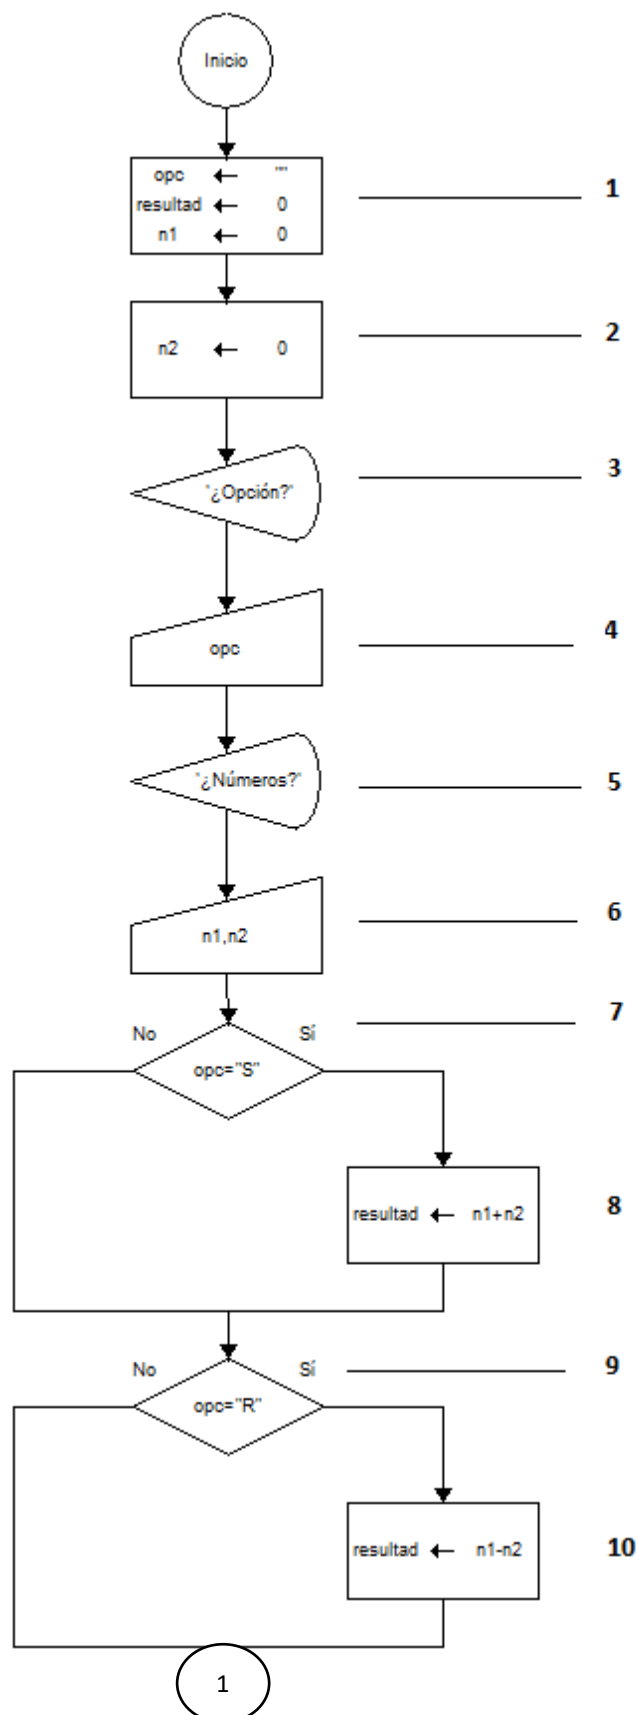 Inicio
opc ← "" 1
resultad ← 0
n1 ← 0
n2 ← 0 2
"¿Opción?" 3
opc 4
"¿Números?" 5
n1,n2 6
7
No Sí
opc="S"
resultad ← n1+n2 8
No Sí 9
opc="R"
resultad ← n1-n2 10
1